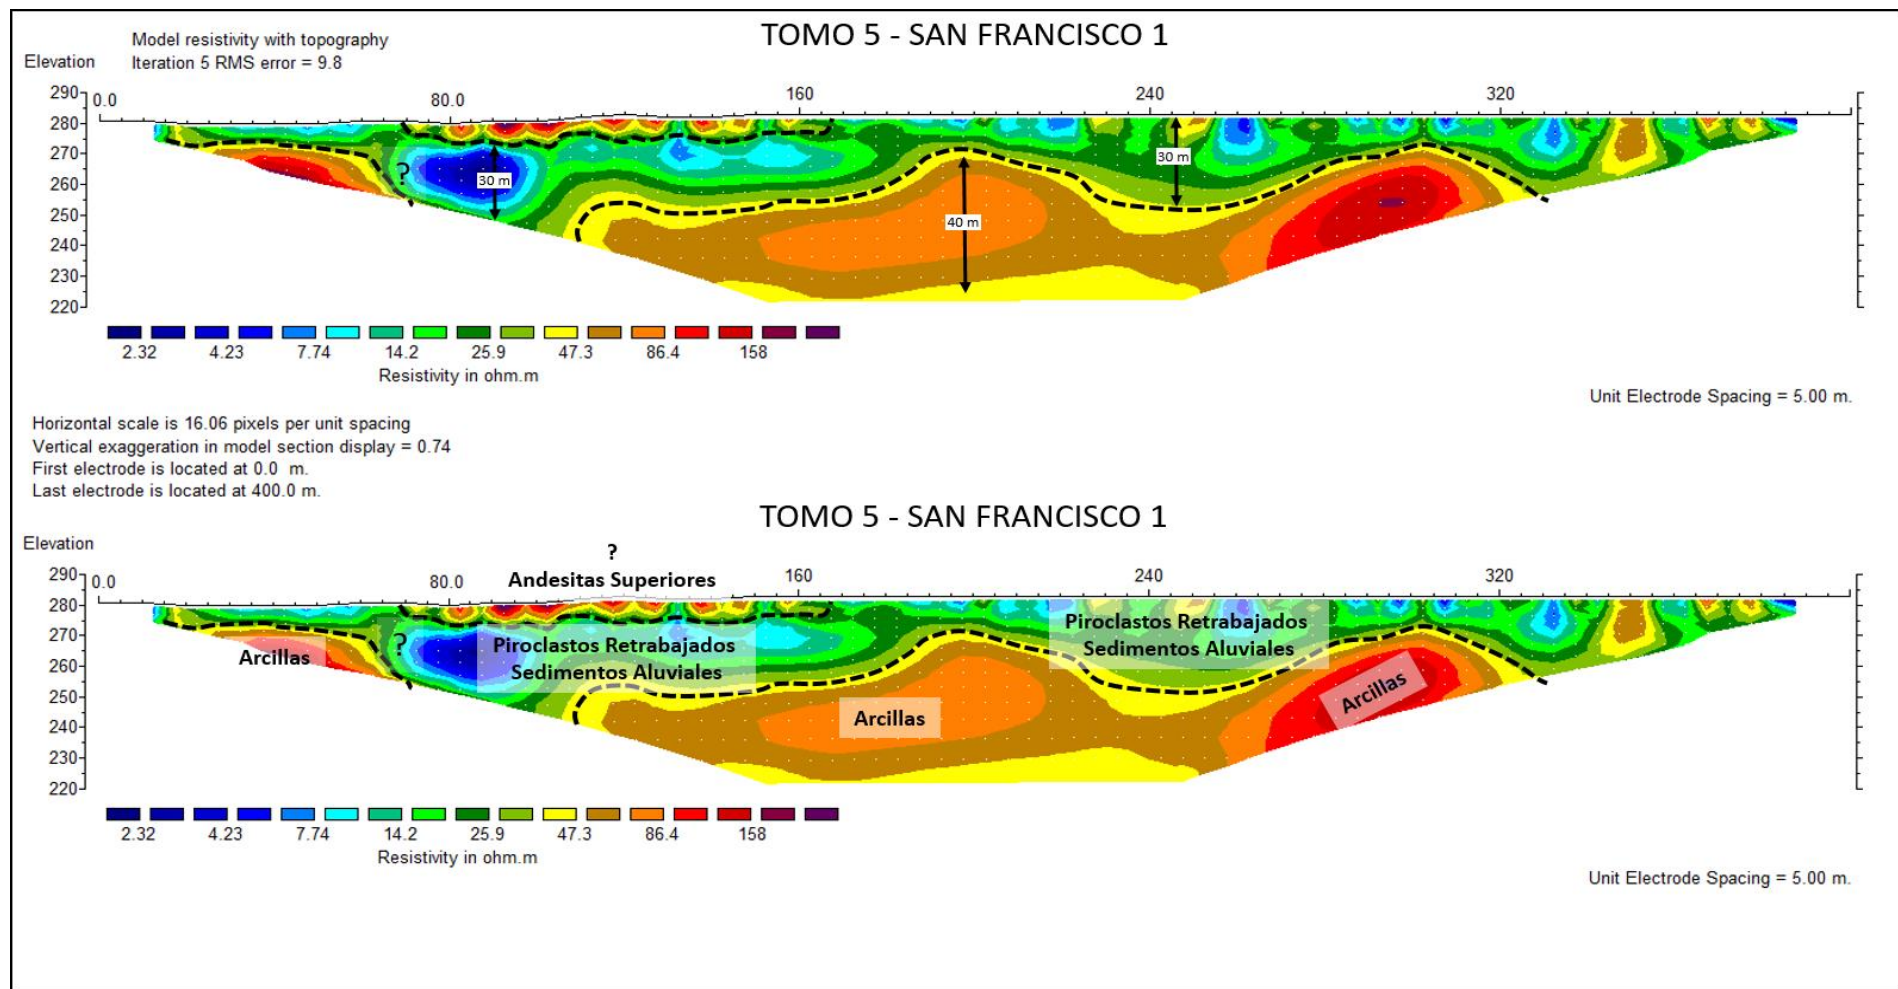 TOMO 5 - SAN FRANCISCO 1
Model resistivity with topography
Iteration 5 RMS error = 9.8
Elevation
0.0 80.0 160 240 320
290
280
270
260
250
240
230
220
?
30 m
40 m
30 m
2.32 4.23 7.74 14.2 25.9 47.3 86.4 158
Resistivity in ohm.m
Unit Electrode Spacing = 5.00 m.
Horizontal scale is 16.06 pixels per unit spacing
Vertical exaggeration in model section display = 0.74
First electrode is located at 0.0 m.
Last electrode is located at 400.0 m.
TOMO 5 - SAN FRANCISCO 1
Elevation
?
Andesitas Superiores
0.0 80.0 160 240 320
290
280
270
260
250
240
230
220
Arcillas
?
Piroclastos Retrabajados
Sedimentos Aluviales
Piroclastos Retrabajados
Sedimentos Aluviales
Arcillas
Arcillas
2.32 4.23 7.74 14.2 25.9 47.3 86.4 158
Resistivity in ohm.m
Unit Electrode Spacing = 5.00 m.